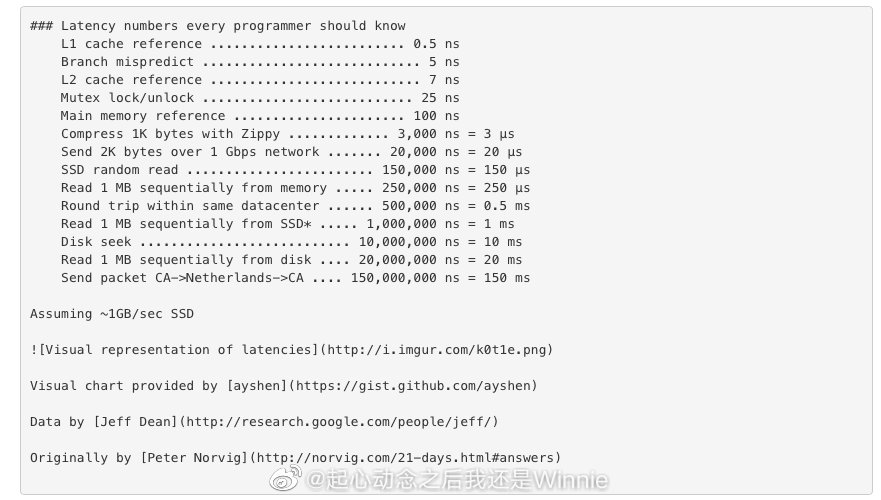 ### Latency numbers every programmer should know
L1 cache reference ......................... 0.5 ns
Branch mispredict ............................ 5 ns
L2 cache reference ........................... 7 ns
Mutex lock/unlock ........................... 25 ns
Main memory reference ...................... 100 ns
Compress 1K bytes with Zippy ............. 3,000 ns = 3 µs
Send 2K bytes over 1 Gbps network ....... 20,000 ns = 20 µs
SSD random read ........................ 150,000 ns = 150 µs
Read 1 MB sequentially from memory ..... 250,000 ns = 250 µs
Round trip within same datacenter ...... 500,000 ns = 0.5 ms
Read 1 MB sequentially from SSD* ..... 1,000,000 ns = 1 ms
Disk seek ........................... 10,000,000 ns = 10 ms
Read 1 MB sequentially from disk .... 20,000,000 ns = 20 ms
Send packet CA->Netherlands->CA .... 150,000,000 ns = 150 ms
Assuming ~1GB/sec SSD
![Visual representation of latencies](http://i.imgur.com/k0t1e.png)
Visual chart provided by [ayshen](https://gist.github.com/ayshen)
Data by [Jeff Dean](http://research.google.com/people/jeff/)
Originally by [Peter Norvig](http://norvig.com/21-days.html#answers)
@起心动念之后我还是Winnie